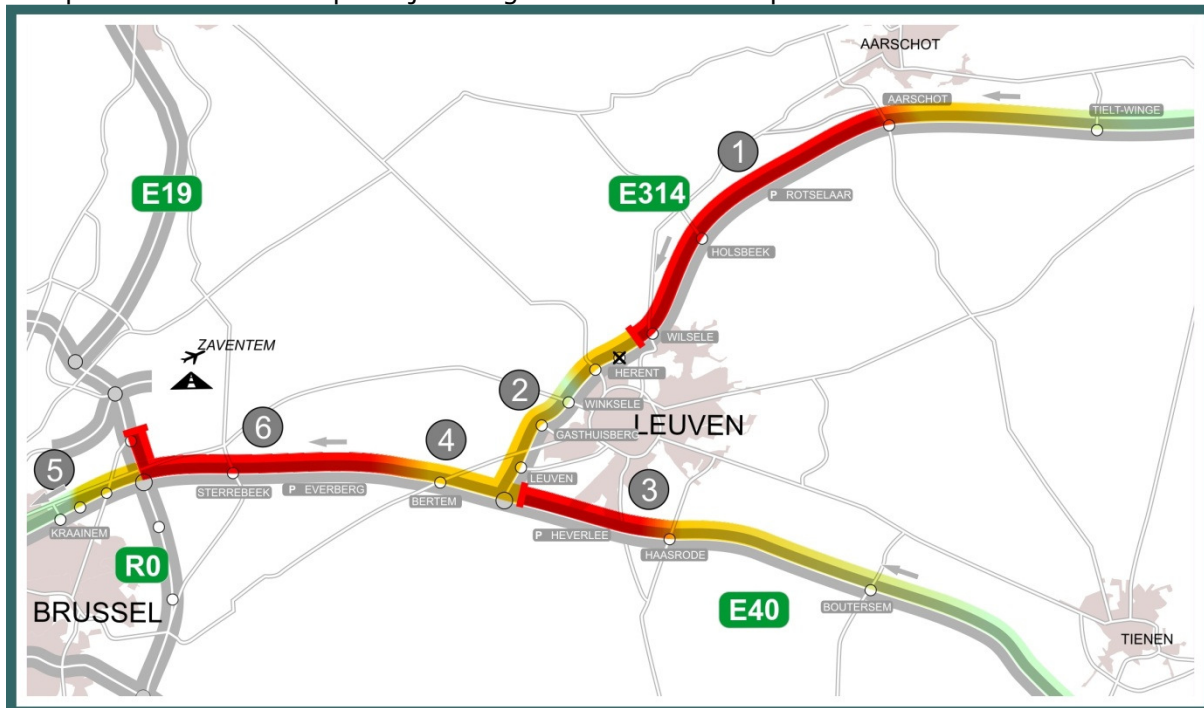 AARSCHOT
AARSCHOT
TIELT-WINGE
1
E19
E314
P ROTSELAAR
HOLSBEEK
ZAVENTEM
WILSELE
HERENT
2
WINKSELE
LEUVEN
GASTHUISBERG
6
4
5
LEUVEN
STERREBEEK
P EVERBERG
BERTEM
3
KRAAINEM
P HEVERLEE
HAASRODE
R0
BRUSSEL
E40
BOUTERSEM
TIENEN